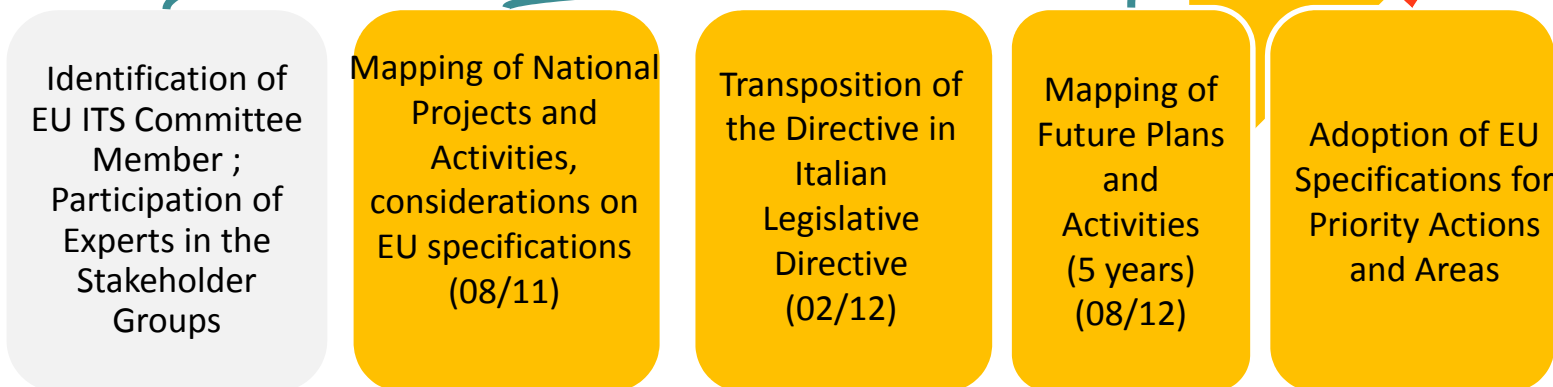 Identification of
EU ITS Committee
Member ;
Participation of
Experts in the
Stakeholder
Groups
Mapping of National
Projects and
Activities,
considerations on
EU specifications
(08/11)
Transposition of
the Directive in
Italian
Legislative
Directive
(02/12)
Mapping of
Future Plans
and
Activities
(5 years)
(08/12)
Adoption of EU
Specifications for
Priority Actions
and Areas